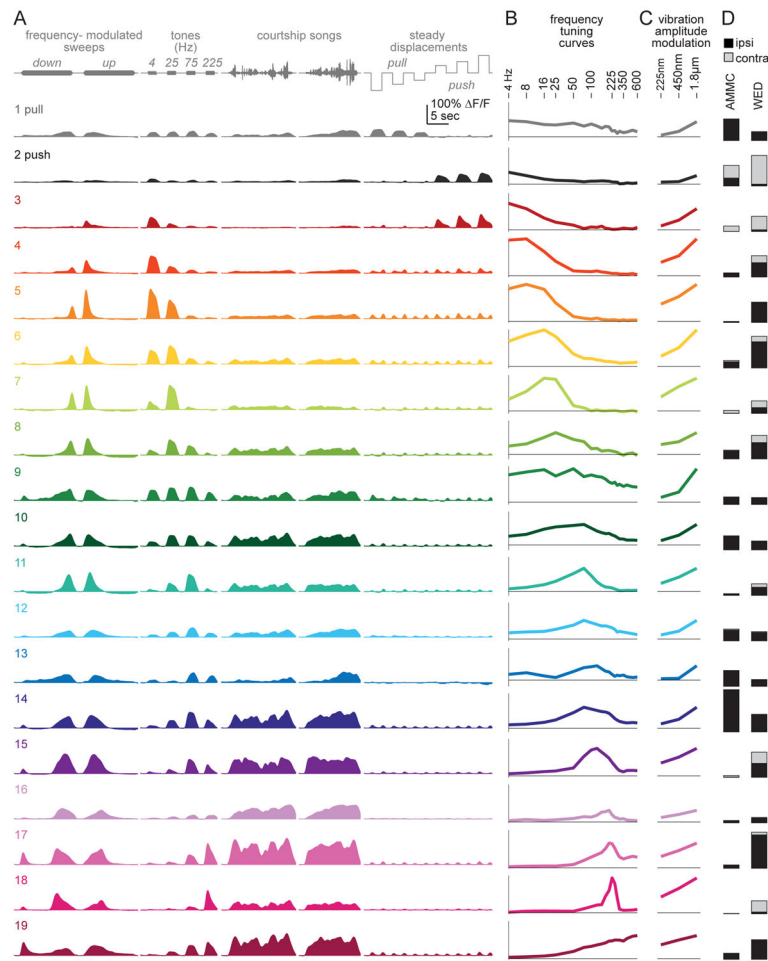 A
B
C
D
frequency- modulated
sweeps
down
up
tones
(Hz)
4
25
75
225
courtship songs
steady
displacements
pull
push
frequency
tuning
curves
vibration
amplitude
modulation
ipsi
contra
4 Hz
8
16
25
50
100
225
350
600
225nm
450nm
1.8μm
AMMC
WED
100% ΔF/F
5 sec
1 pull
2 push
3
4
5
6
7
8
9
10
11
12
13
14
15
16
17
18
19